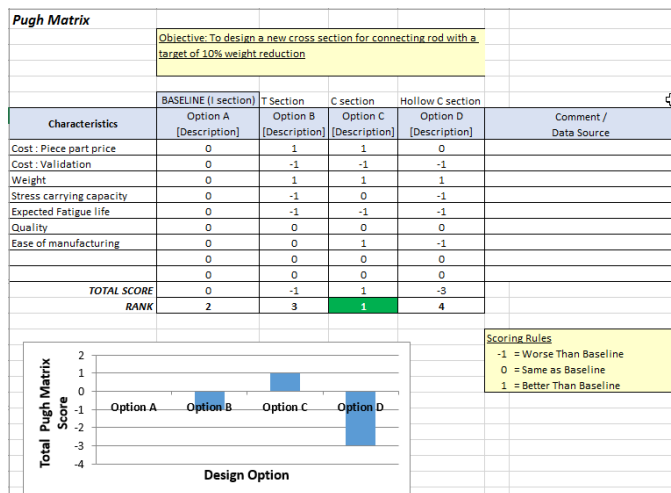 Pugh Matrix
Objective: To design a new cross section for connecting rod with a
target of 10% weight reduction
BASELINE (I section) T Section C section Hollow C section
Characteristics Option A Option B Option C Option D Comment /
[Description] [Description] [Description] [Description] Data Source
Cost : Piece part price 0 1 1 0
Cost : Validation 0 -1 -1 -1
Weight 0 1 1 1
Stress carrying capacity 0 -1 0 -1
Expected Fatigue life 0 -1 -1 -1
Quality 0 0 0 0
Ease of manufacturing 0 0 1 -1
0 0 0 0
0 0 0 0
TOTAL SCORE 0 -1 1 -3
RANK 2 3 1 4
Scoring Rules
-1 = Worse Than Baseline
0 = Same as Baseline
1 = Better Than Baseline
Total Pugh Matrix
Score
2
1
0
-1
-2
-3
-4
Option A Option B Option C Option D
Design Option